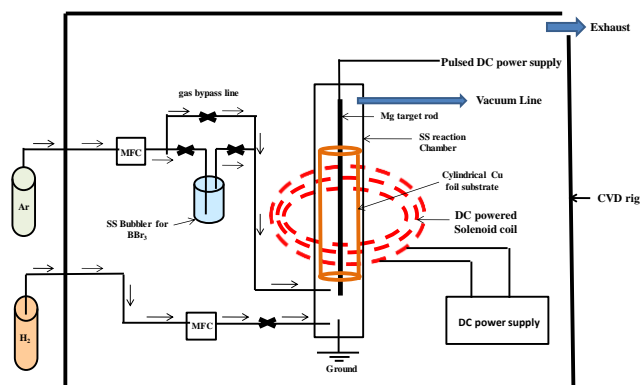 Exhaust
Pulsed DC power supply
gas bypass line
Vacuum Line
Mg target rod
SS reaction
Chamber
MFC
Cylindrical Cu
foil substrate
Ar
CVD rig
SS Bubbler for
BBr₃
DC powered
Solenoid coil
DC power supply
H₂
MFC
Ground